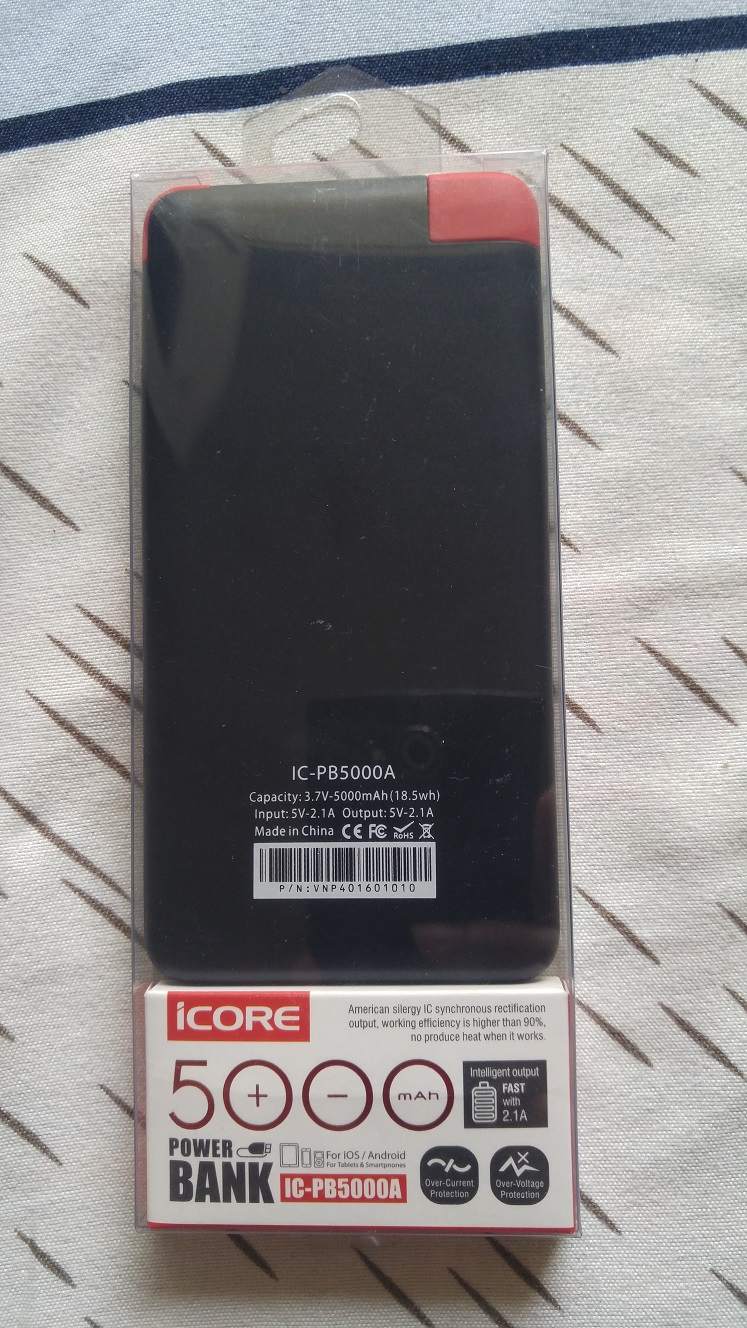 IC-PB5000A
Capacity: 3.7V-5000mAh(18.5wh)
Input: 5V-2.1A Output: 5V-2.1A
Made in China CE FC RoHS
P/N:VNP401601010
iCORE
American silergy IC synchronous rectification
output, working efficiency is higher than 90%,
no produce heat when it works.
5000 mAh
Intelligent output
FAST
with
2.1A
POWER
BANK
For iOS / Android
For Tablets & Smartphones
IC-PB5000A
Over-Current
Protection
Over-Voltage
Protection